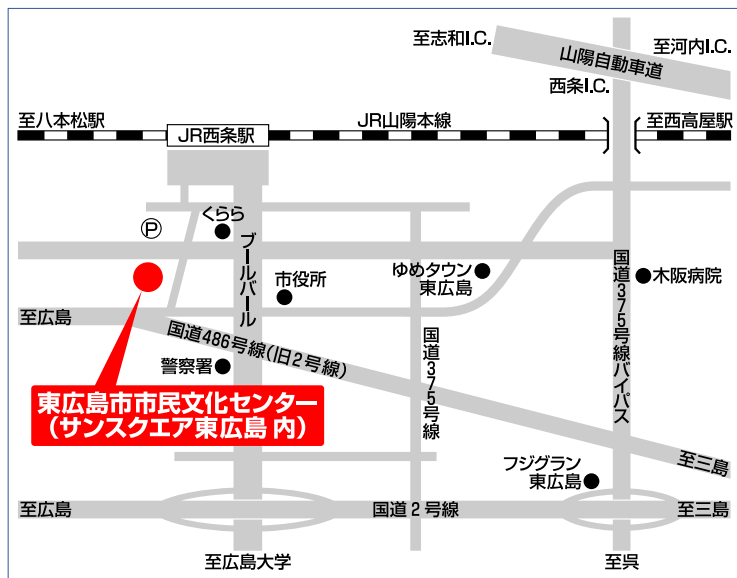 至志和I.C.
山陽自動車道
至河内I.C.
西条I.C.
至八本松駅
JR西条駅
JR山陽本線
至西高屋駅
くらら
P
ブールバール
市役所
ゆめタウン
東広島
国道375号線バイパス
木阪病院
至広島
国道486号線(旧2号線)
国道375号線
警察署
東広島市市民文化センター
(サンスクエア東広島 内)
至三島
フジグラン
東広島
至広島
国道2号線
至三島
至広島大学
至呉